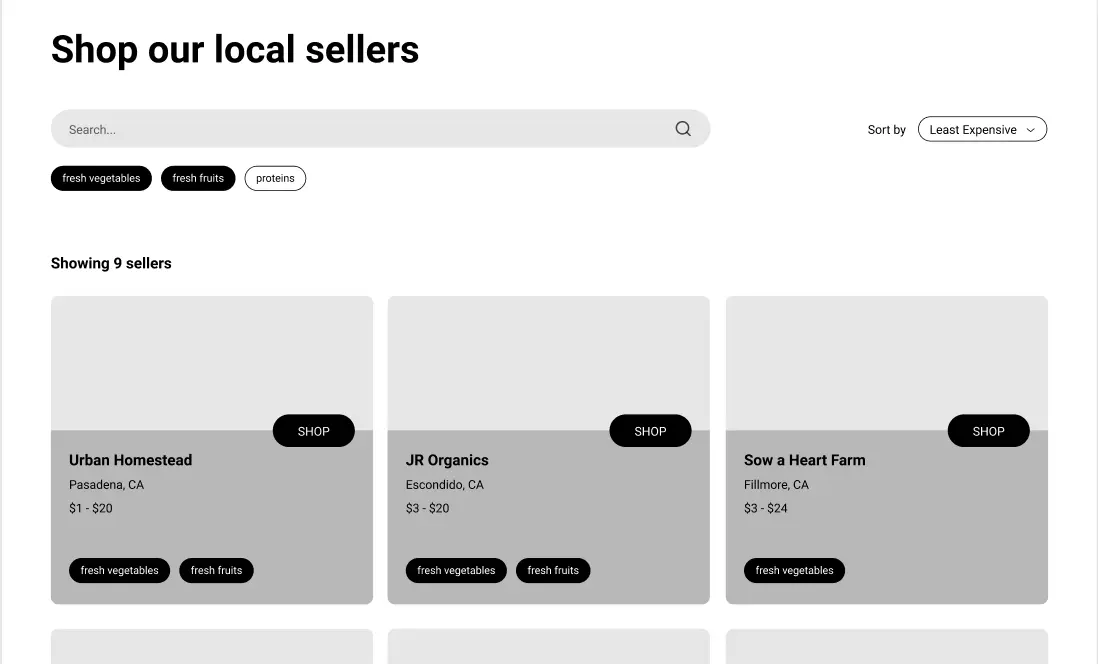 Shop our local sellers
Search...
Sort by
Least Expensive
fresh vegetables
fresh fruits
proteins
Showing 9 sellers
SHOP
Urban Homestead
Pasadena, CA
$1 - $20
fresh vegetables
fresh fruits
SHOP
JR Organics
Escondido, CA
$3 - $20
fresh vegetables
fresh fruits
SHOP
Sow a Heart Farm
Fillmore, CA
$3 - $24
fresh vegetables